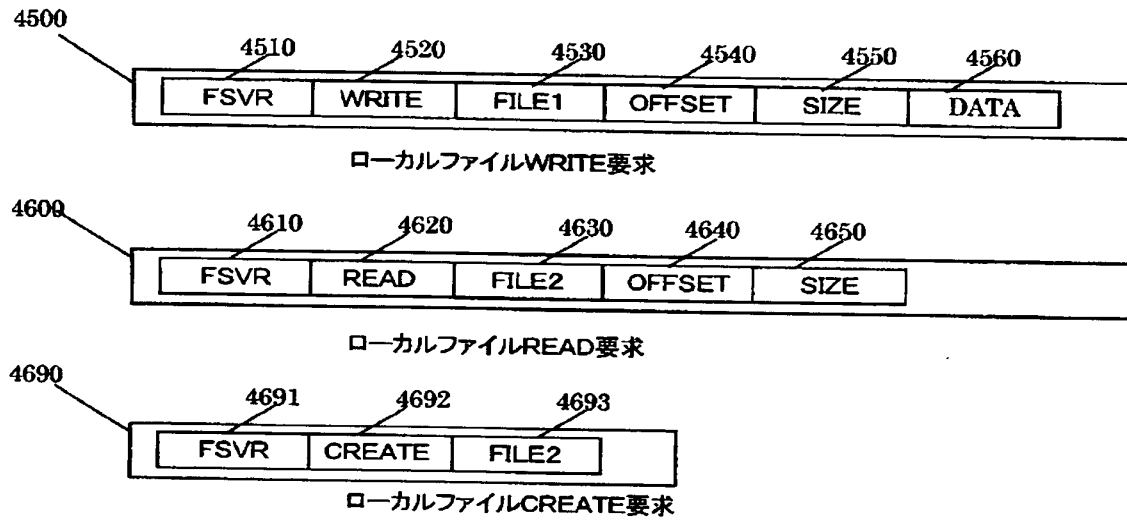 4500
4510 4520 4530 4540 4550 4560
FSVR WRITE FILE1 OFFSET SIZE DATA
ローカルファイルWRITE要求
4600
4610 4620 4630 4640 4650
FSVR READ FILE2 OFFSET SIZE
ローカルファイルREAD要求
4690
4691 4692 4693
FSVR CREATE FILE2
ローカルファイルCREATE要求